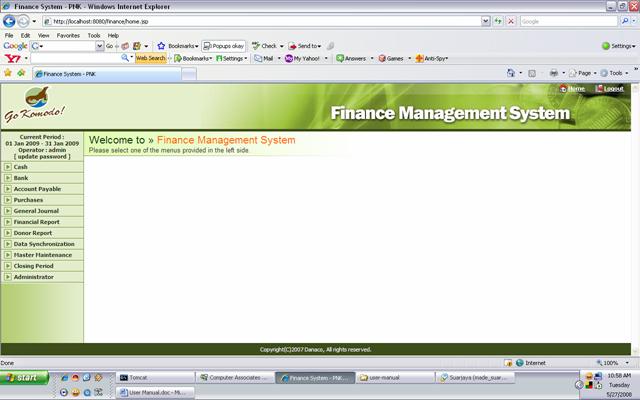 Finance System - PNK - Windows Internet Explorer
http://localhost:8080/finance/home.jsp
Google
File Edit View Favorites Tools Help
Google G Go Bookmarks Popups okay Check Send to Settings
Y! Web Search Bookmarks Settings Mail My Yahoo! Answers Games Anti-Spy
Finance System - PNK Page Tools
Home Logout
Go Komodo!
Finance Management System
Current Period :
01 Jan 2009 - 31 Jan 2009
Operator : admin
[ update password ]
Welcome to » Finance Management System
Please select one of the menus provided in the left side.
Cash
Bank
Account Payable
Purchases
General Journal
Financial Report
Donor Report
Data Synchronization
Master Maintenance
Closing Period
Administrator
Copyright(C)2007 Danaco, All rights reserved.
Done Internet 100%
start Tomcat Computer Associates ... Finance System - PNK... user-manual Suarjaya (made_suar... 10:58 AM
Tuesday
User Manual.doc - Mi... 5/27/2008